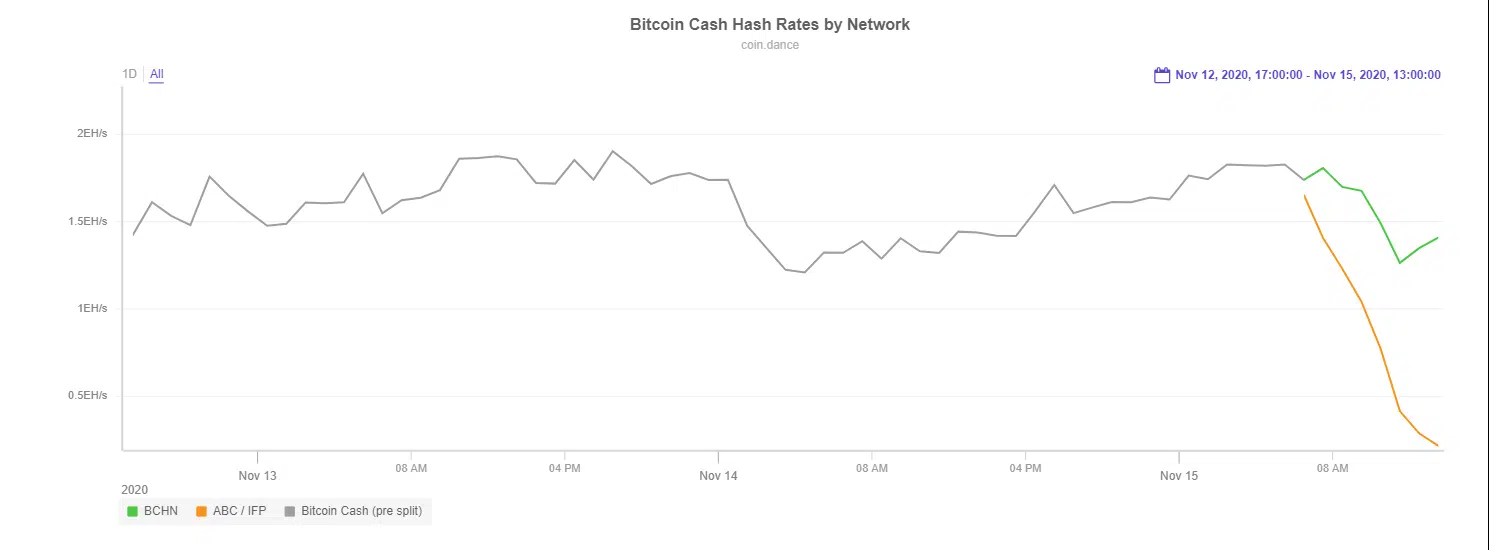 Bitcoin Cash Hash Rates by Network
coin.dance
1D All Nov 12, 2020, 17:00:00 - Nov 15, 2020, 13:00:00
2EH/s
1.5EH/s
1EH/s
0.5EH/s
Nov 13 08 AM 04 PM Nov 14 08 AM 04 PM Nov 15 08 AM
2020
BCHN ABC / IFP Bitcoin Cash (pre split)